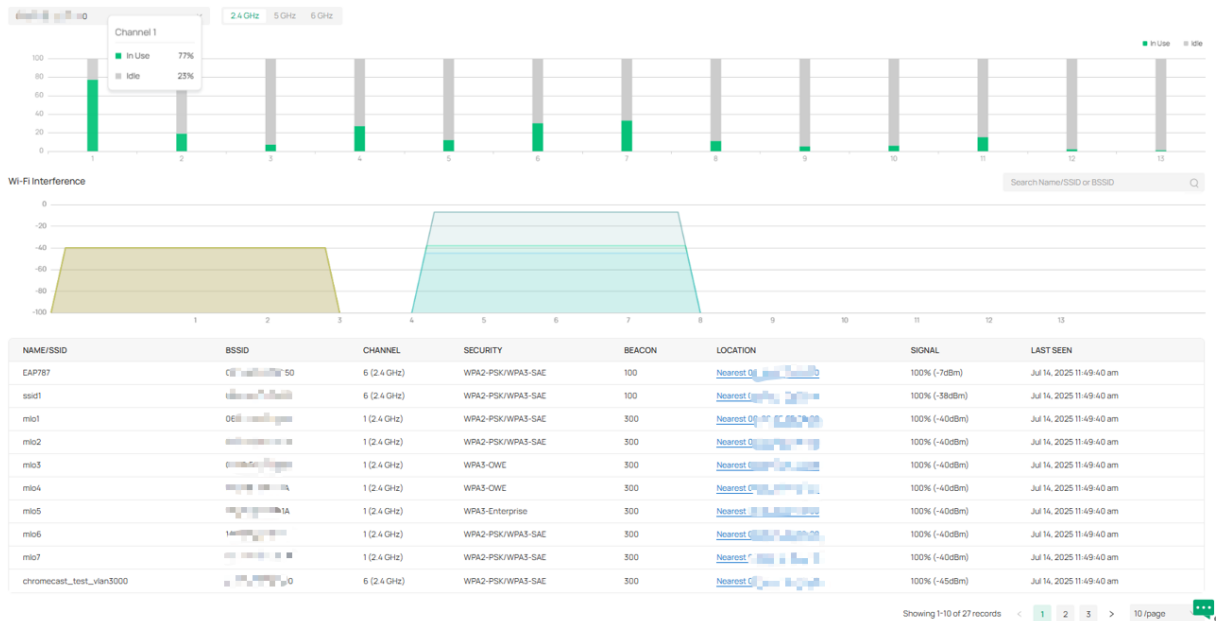 2.4 GHz 5 GHz 6 GHz
Channel 1
In Use 77%
Idle 23%
In Use Idle
100
80
60
40
20
0
1 2 3 4 5 6 7 8 9 10 11 12 13
Wi-Fi Interference
Search Name/SSID or BSSID
0
-20
-40
-60
-80
-100
1 2 3 4 5 6 7 8 9 10 11 12 13
NAME/SSID BSSID CHANNEL SECURITY BEACON LOCATION SIGNAL LAST SEEN
EAP787 50 6 (2.4 GHz) WPA2-PSK/WPA3-SAE 100 Nearest 100% (-7dBm) Jul 14, 2025 11:49:40 am
ssid1 6 (2.4 GHz) WPA2-PSK/WPA3-SAE 100 Nearest 100% (-38dBm) Jul 14, 2025 11:49:40 am
mlo1 1 (2.4 GHz) WPA2-PSK/WPA3-SAE 300 Nearest 100% (-40dBm) Jul 14, 2025 11:49:40 am
mlo2 1 (2.4 GHz) WPA2-PSK/WPA3-SAE 300 Nearest 100% (-40dBm) Jul 14, 2025 11:49:40 am
mlo3 1 (2.4 GHz) WPA3-OWE 300 Nearest 100% (-40dBm) Jul 14, 2025 11:49:40 am
mlo4 1 (2.4 GHz) WPA3-OWE 300 Nearest 100% (-40dBm) Jul 14, 2025 11:49:40 am
mlo5 1A 1 (2.4 GHz) WPA3-Enterprise 300 Nearest 100% (-40dBm) Jul 14, 2025 11:49:40 am
mlo6 1 (2.4 GHz) WPA2-PSK/WPA3-SAE 300 Nearest 100% (-40dBm) Jul 14, 2025 11:49:40 am
mlo7 1 (2.4 GHz) WPA2-PSK/WPA3-SAE 300 Nearest 100% (-40dBm) Jul 14, 2025 11:49:40 am
chromecast_test_vlan3000 6 (2.4 GHz) WPA2-PSK/WPA3-SAE 300 Nearest 100% (-45dBm) Jul 14, 2025 11:49:40 am
Showing 1-10 of 27 records < 1 2 3 > 10 /page